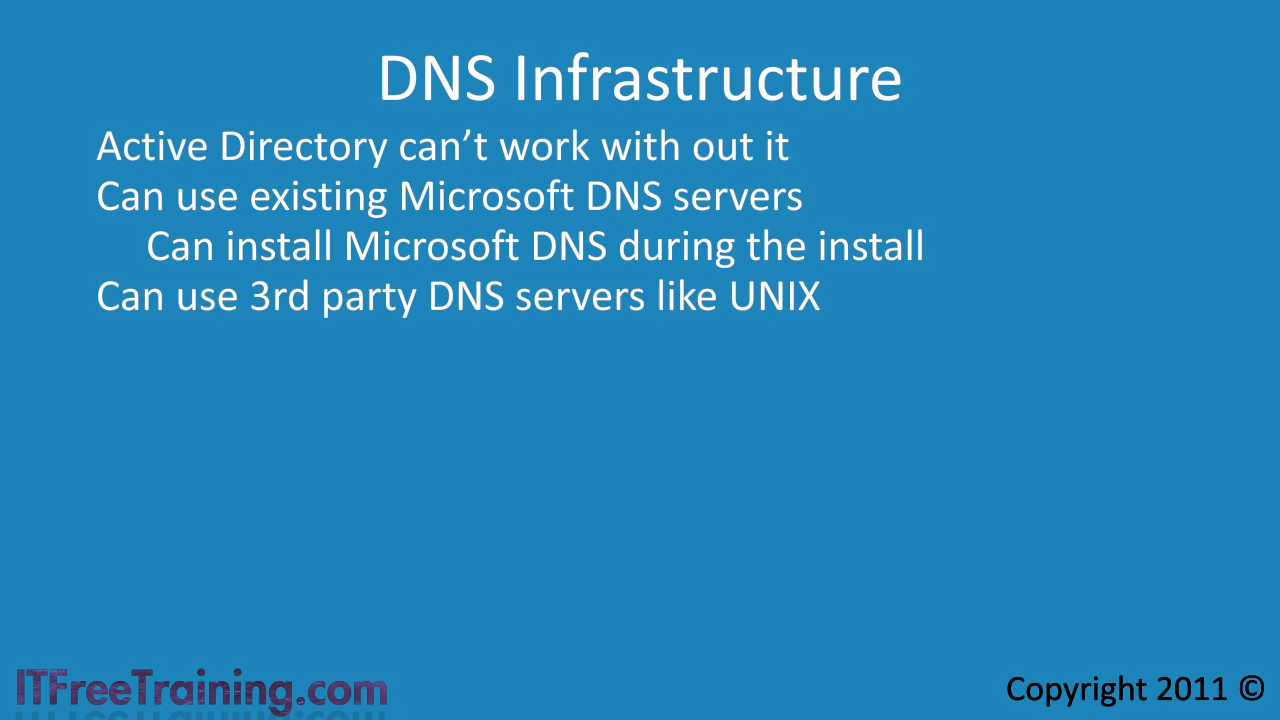 DNS Infrastructure
Active Directory can’t work with out it
Can use existing Microsoft DNS servers
Can install Microsoft DNS during the install
Can use 3rd party DNS servers like UNIX
ITFreeTraining.com
Copyright 2011 ©